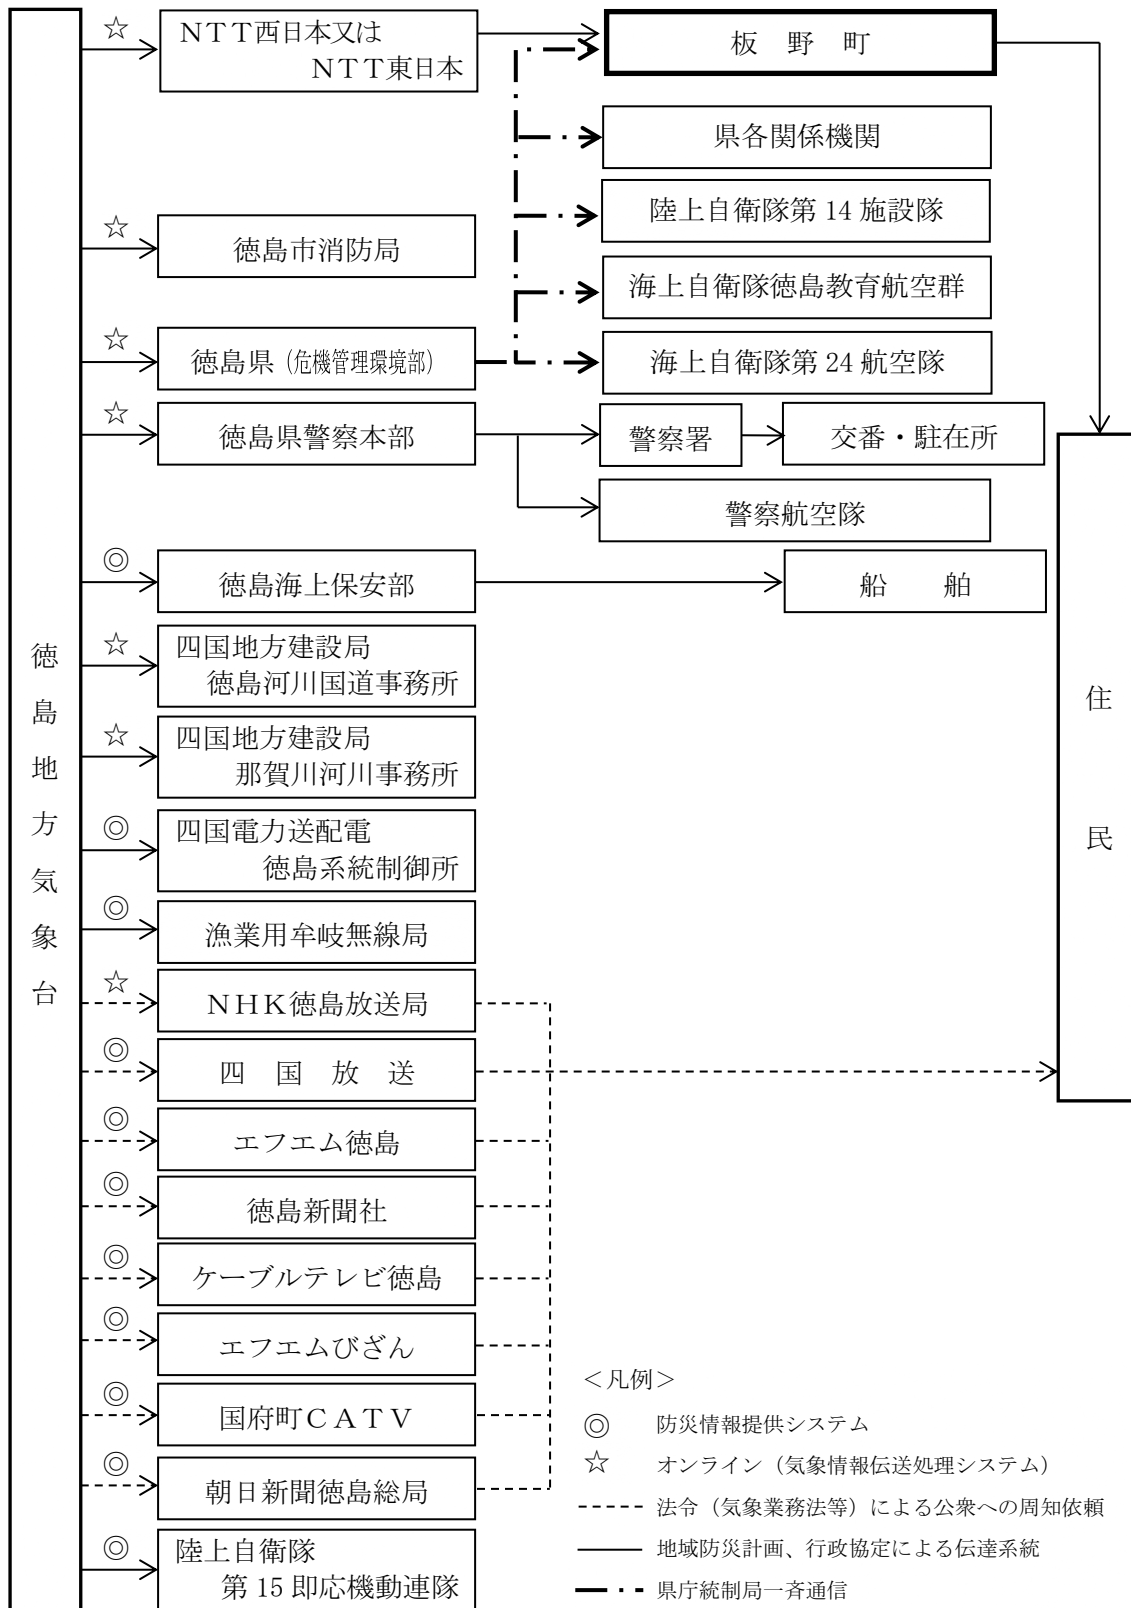 徳島地方気象台
☆
ＮＴＴ西日本又は
ＮＴＴ東日本
板野町
県各関係機関
陸上自衛隊第 14 施設隊
☆
徳島市消防局
海上自衛隊徳島教育航空群
☆
徳島県（危機管理環境部）
海上自衛隊第 24 航空隊
☆
徳島県警察本部
警察署
交番・駐在所
警察航空隊
◎
徳島海上保安部
船舶
住民
☆
四国地方建設局
徳島河川国道事務所
☆
四国地方建設局
那賀川河川事務所
◎
四国電力送配電
徳島系統制御所
◎
漁業用牟岐無線局
☆
ＮＨＫ徳島放送局
◎
四国放送
◎
エフエム徳島
◎
徳島新聞社
◎
ケーブルテレビ徳島
◎
エフエムびざん
◎
国府町ＣＡＴＶ
◎
朝日新聞徳島総局
◎
陸上自衛隊
第 15 即応機動連隊
＜凡例＞
◎ 防災情報提供システム
☆ オンライン（気象情報伝送処理システム）
法令（気象業務法等）による公衆への周知依頼
地域防災計画、行政協定による伝達系統
県庁統制局一斉通信